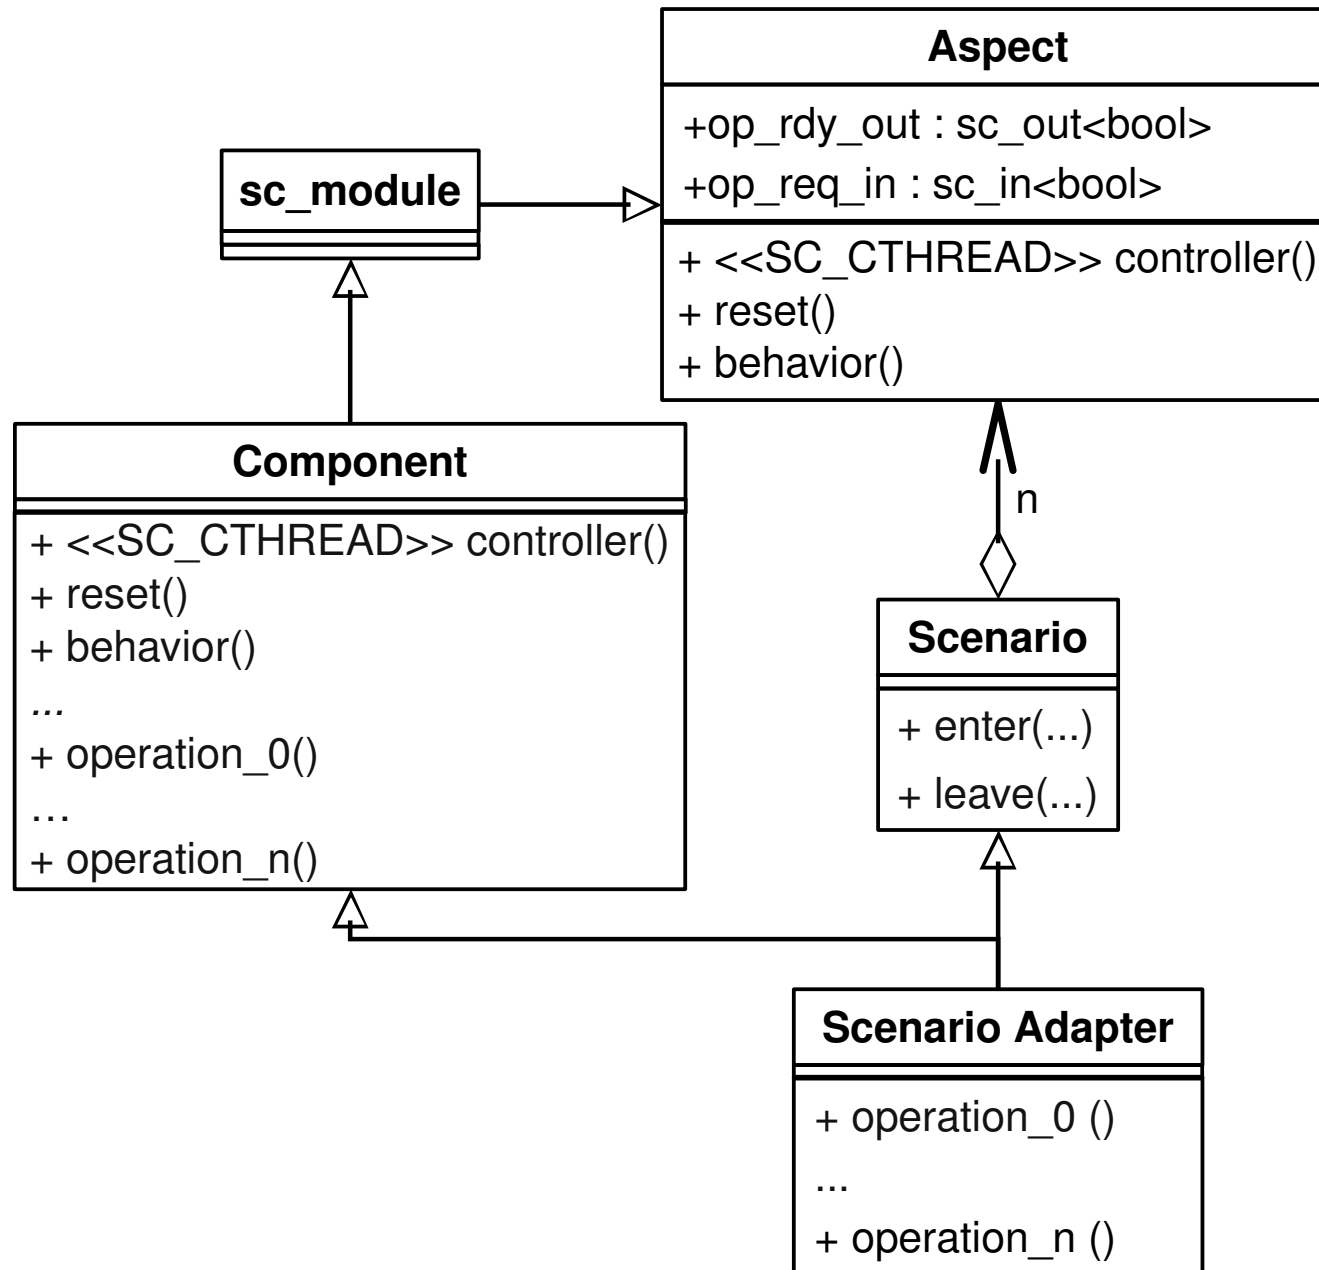 Aspect
+op_rdy_out : sc_out<bool>
+op_req_in : sc_in<bool>
+ <<SC_CTHREAD>> controller()
+ reset()
+ behavior()
sc_module
Component
+ <<SC_CTHREAD>> controller()
+ reset()
+ behavior()
...
+ operation_0()
...
+ operation_n()
n
Scenario
+ enter(...)
+ leave(...)
Scenario Adapter
+ operation_0 ()
...
+ operation_n ()